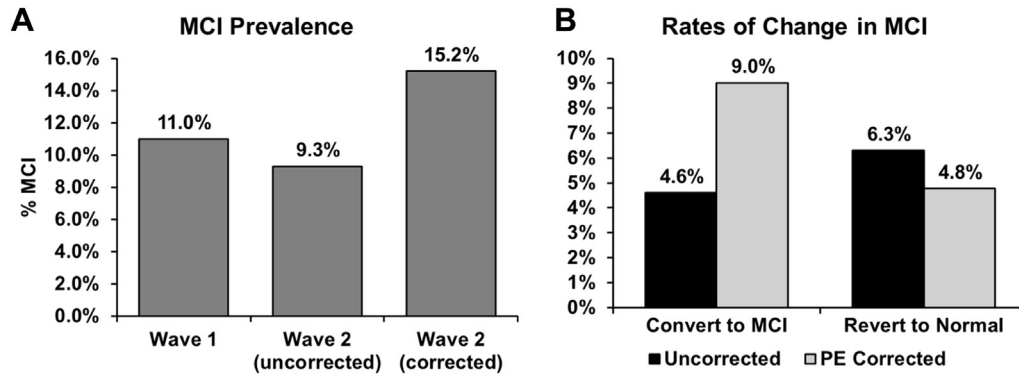 A
MCI Prevalence
% MCI
16.0%
14.0%
12.0%
10.0%
8.0%
6.0%
4.0%
2.0%
0.0%
11.0%
9.3%
15.2%
Wave 1
Wave 2
(uncorrected)
Wave 2
(corrected)
B
Rates of Change in MCI
10%
9%
8%
7%
6%
5%
4%
3%
2%
1%
0%
4.6%
9.0%
6.3%
4.8%
Convert to MCI
Revert to Normal
Uncorrected
PE Corrected